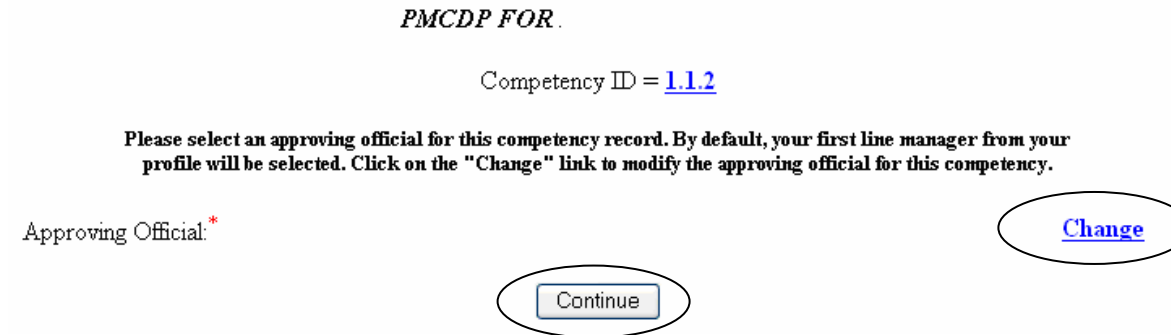 PMCDP FOR.
Competency ID = 1.1.2
Please select an approving official for this competency record. By default, your first line manager from your
profile will be selected. Click on the "Change" link to modify the approving official for this competency.
Approving Official:* Change
Continue